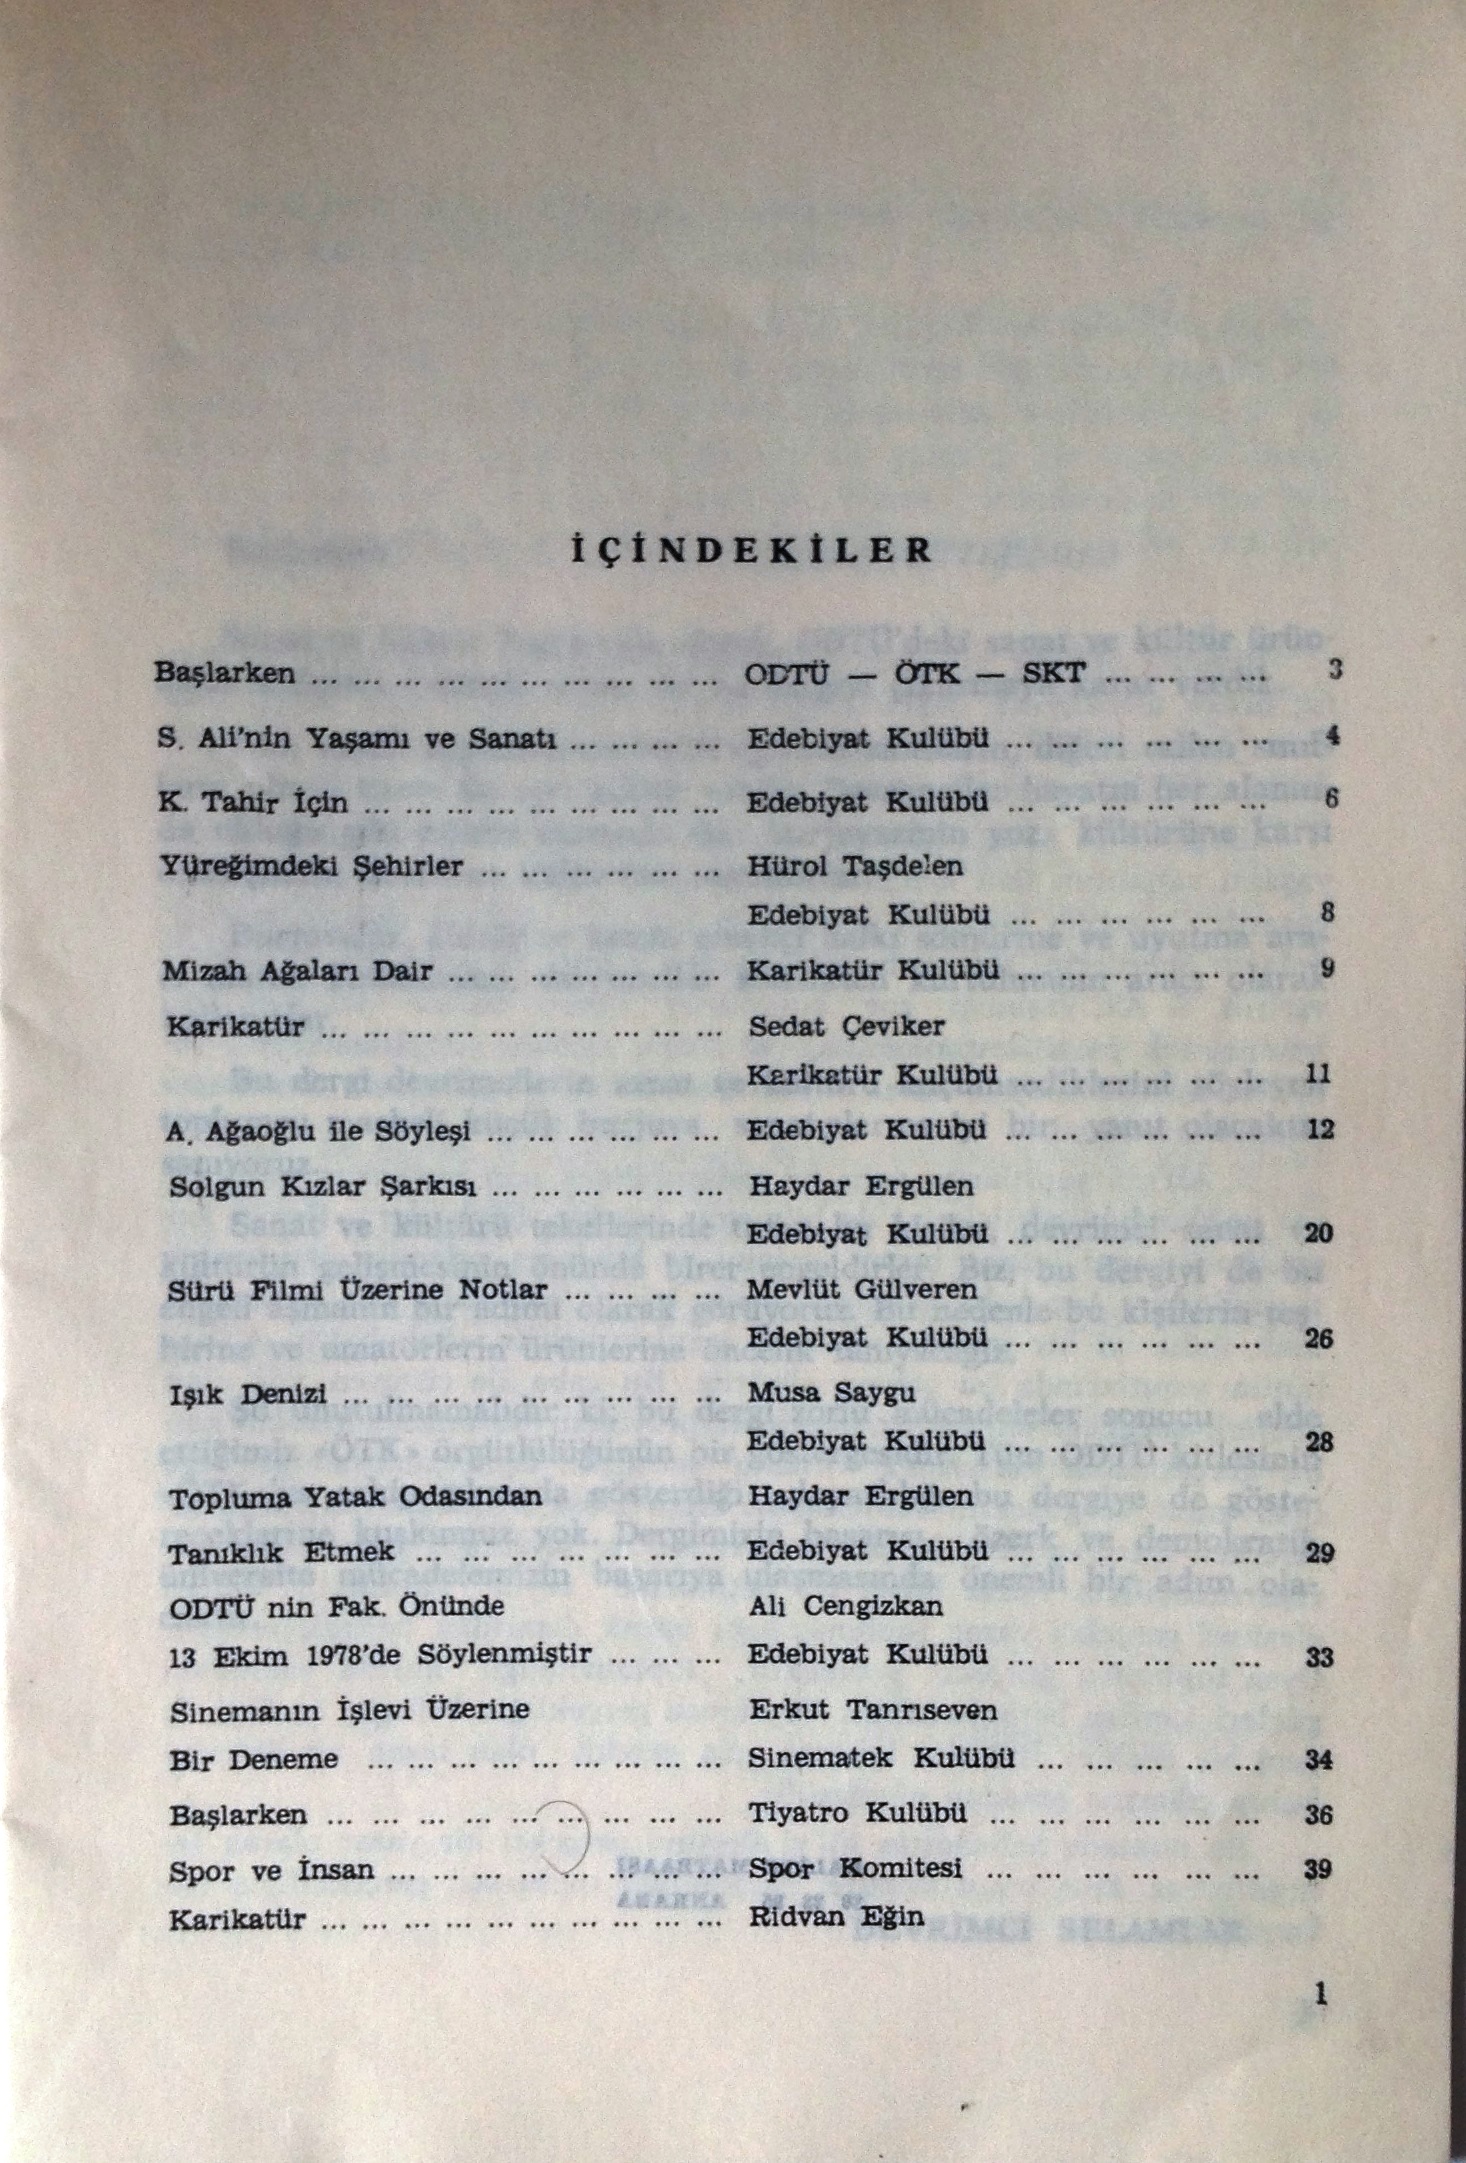 İÇİNDEKİLER
Başlarken ... ... ... ... ... ... ... ... ... ... ODTÜ — ÖTK — SKT ... ... ... ... 3
S. Ali'nin Yaşamı ve Sanatı ... ... ... ... Edebiyat Kulübü ... ... ... ... ... ... 4
K. Tahir İçin ... ... ... ... ... ... ... ... ... Edebiyat Kulübü ... ... ... ... ... ... 6
Yüreğimdeki Şehirler ... ... ... ... ... ... Hürol Taşdelen
Edebiyat Kulübü ... ... ... ... ... ... 8
Mizah Ağaları Dair ... ... ... ... ... ... ... Karikatür Kulübü ... ... ... ... ... ... 9
Karikatür ... ... ... ... ... ... ... ... ... ... Sedat Çeviker
Karikatür Kulübü ... ... ... ... ... ... 11
A. Ağaoğlu ile Söyleşi ... ... ... ... ... ... Edebiyat Kulübü ... ... ... ... ... ... 12
Solgun Kızlar Şarkısı ... ... ... ... ... ... Haydar Ergülen
Edebiyat Kulübü ... ... ... ... ... ... 20
Sürü Filmi Üzerine Notlar ... ... ... ... Mevlüt Gülveren
Edebiyat Kulübü ... ... ... ... ... ... 26
Işık Denizi ... ... ... ... ... ... ... ... ... Musa Saygu
Edebiyat Kulübü ... ... ... ... ... ... 28
Topluma Yatak Odasından Haydar Ergülen
Tanıklık Etmek ... ... ... ... ... ... ... Edebiyat Kulübü ... ... ... ... ... ... 29
ODTÜ nin Fak. Önünde Ali Cengizkan
13 Ekim 1978'de Söylenmiştir ... ... ... Edebiyat Kulübü ... ... ... ... ... ... 33
Sinemanın İşlevi Üzerine Erkut Tanrıseven
Bir Deneme ... ... ... ... ... ... ... ... ... Sinematek Kulübü ... ... ... ... ... 34
Başlarken ... ... ... ... ... ... ... ... ... Tiyatro Kulübü ... ... ... ... ... ... 36
Spor ve İnsan ... ... ... ... ... ... ... ... Spor Komitesi ... ... ... ... ... ... 39
Karikatür ... ... ... ... ... ... ... ... ... ... Ridvan Eğin
1